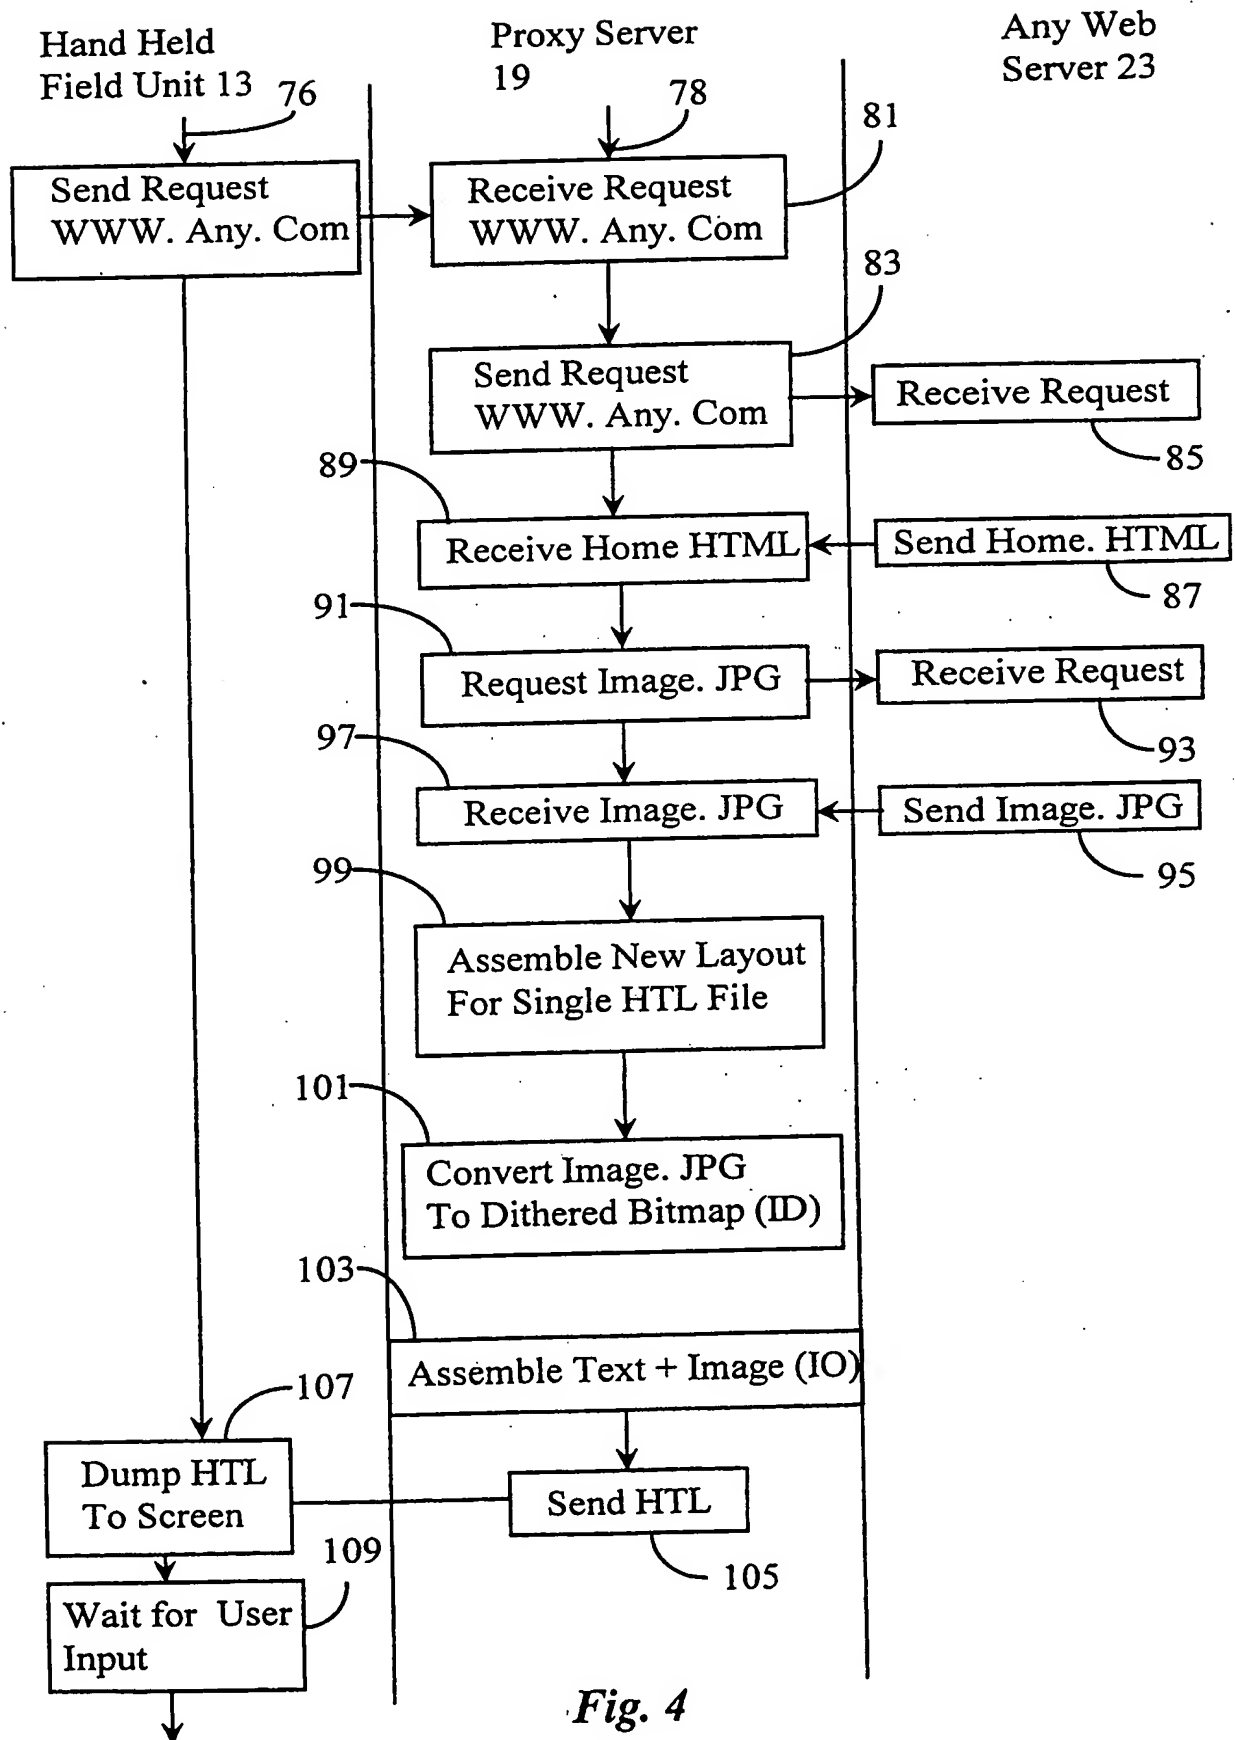 Hand Held
Field Unit 13
Proxy Server
19
Any Web
Server 23
76
78
81
Send Request
WWW. Any. Com
Receive Request
WWW. Any. Com
83
Send Request
WWW. Any. Com
Receive Request
85
89
Receive Home HTML
Send Home. HTML
87
91
Request Image. JPG
Receive Request
93
97
Receive Image. JPG
Send Image. JPG
95
99
Assemble New Layout
For Single HTL File
101
Convert Image. JPG
To Dithered Bitmap (ID)
103
Assemble Text + Image (IO)
107
Dump HTL
To Screen
Send HTL
105
109
Wait for User
Input
Fig. 4